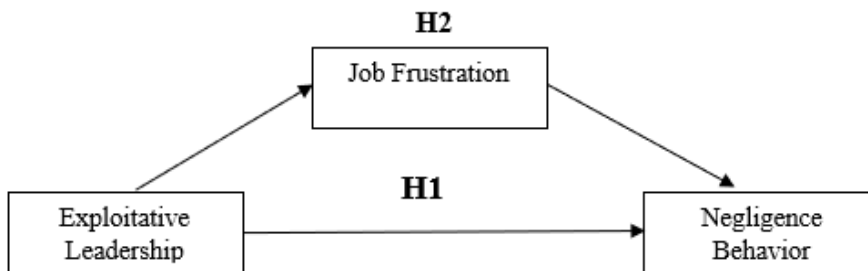 H2
Job Frustration
H1
Exploitative
Leadership
Negligence
Behavior